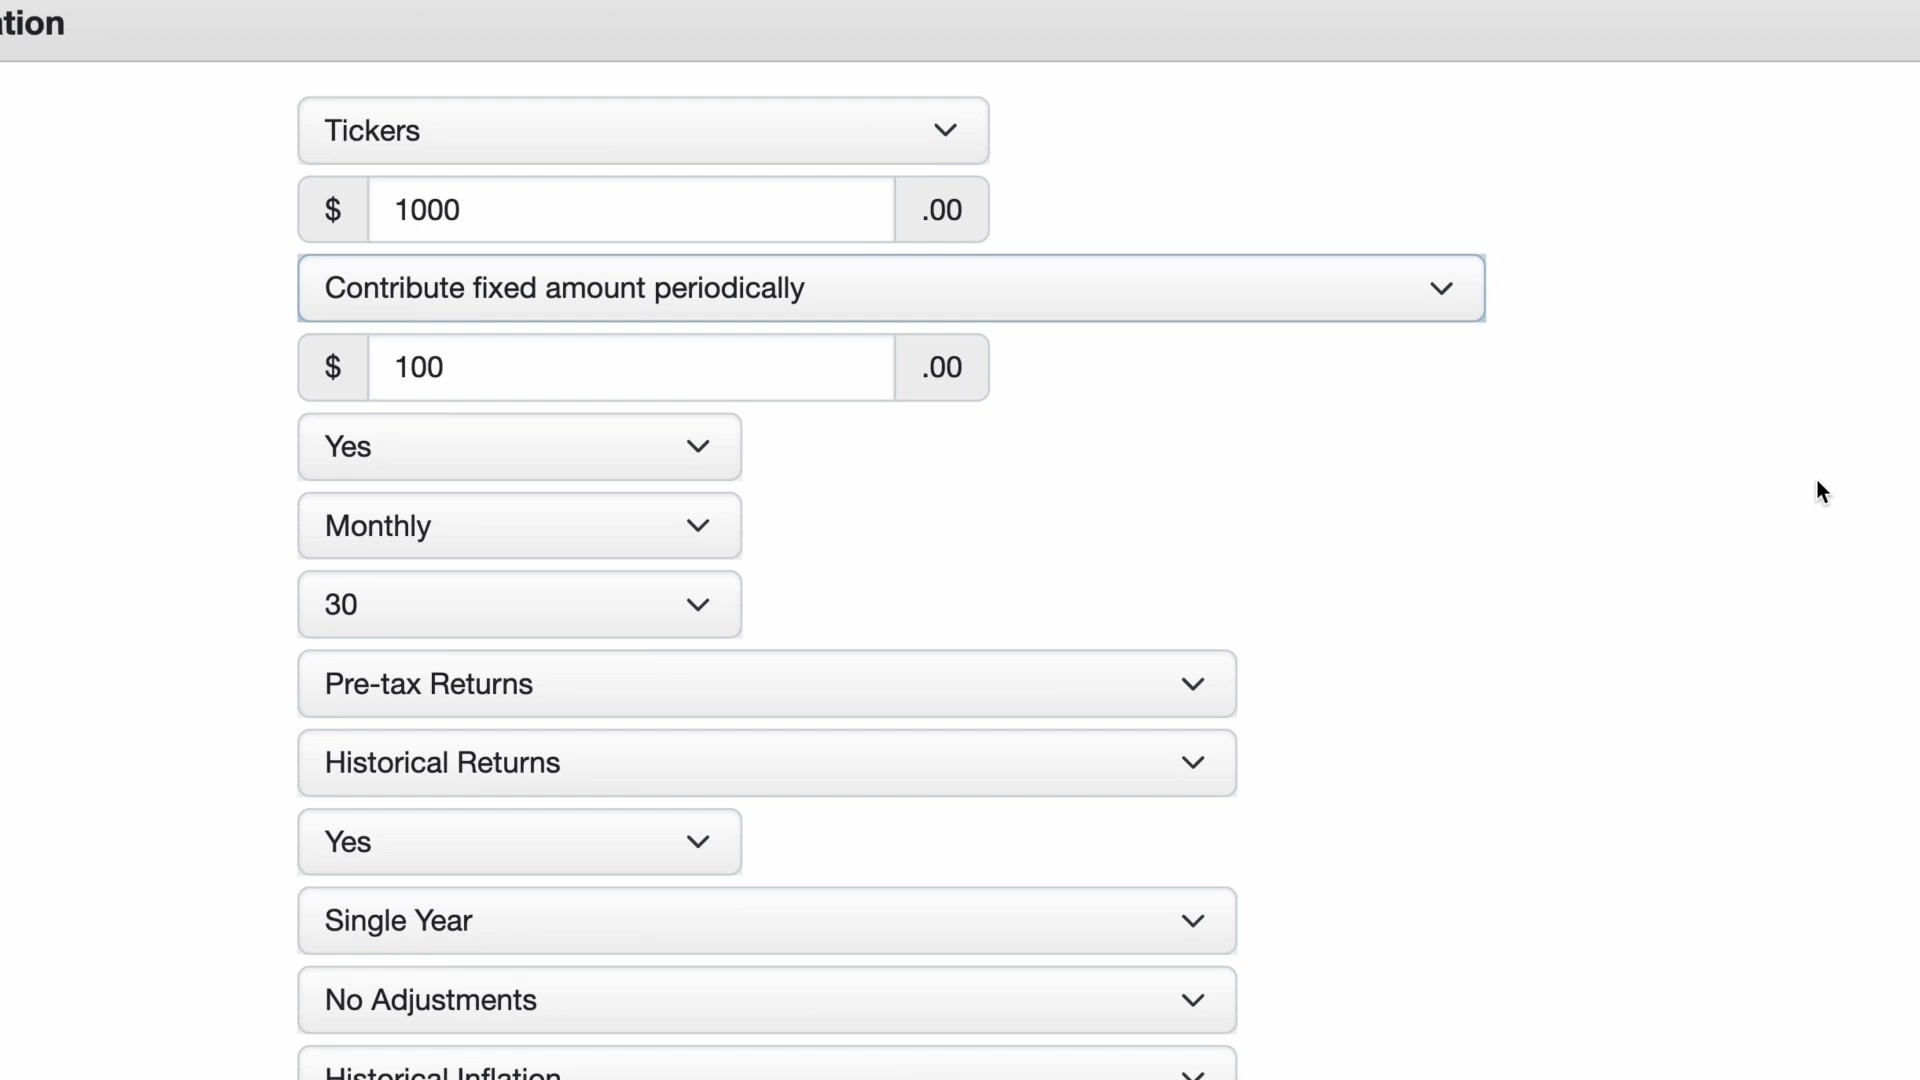 ation
Tickers
$ 1000 .00
Contribute fixed amount periodically
$ 100 .00
Yes
Monthly
30
Pre-tax Returns
Historical Returns
Yes
Single Year
No Adjustments
Historical Inflation